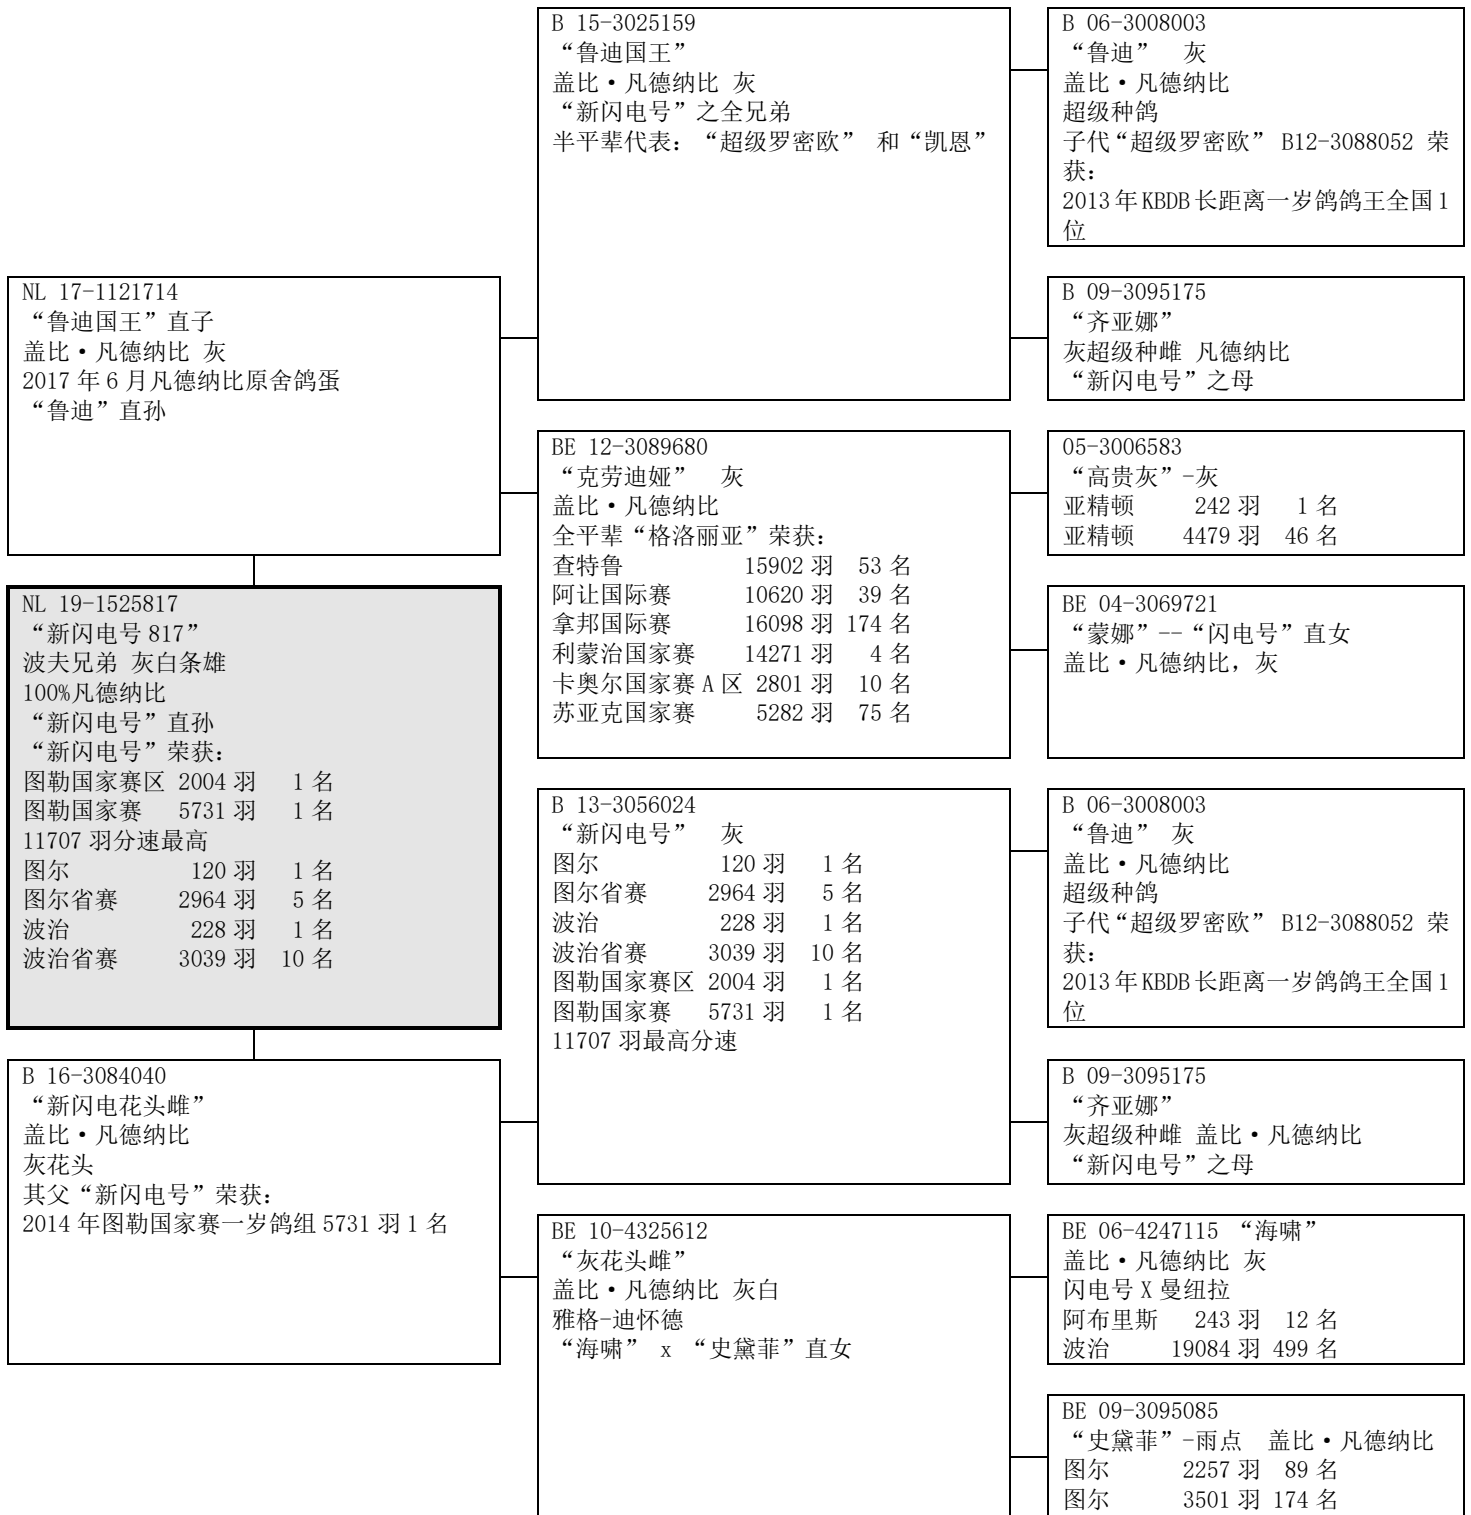 NL 17-1121714
“鲁迪国王”直子
盖比·凡德纳比 灰
2017 年 6 月凡德纳比原舍鸽蛋
“鲁迪”直孙
NL 19-1525817
“新闪电号 817”
波夫兄弟 灰白条雄
100%凡德纳比
“新闪电号”直孙
“新闪电号”荣获：
图勒国家赛区 2004 羽 1 名
图勒国家赛 5731 羽 1 名
11707 羽分速最高
图尔 120 羽 1 名
图尔省赛 2964 羽 5 名
波治 228 羽 1 名
波治省赛 3039 羽 10 名
B 16-3084040
“新闪电花头雌”
盖比·凡德纳比
灰花头
其父“新闪电号”荣获：
2014 年图勒国家赛一岁鸽组 5731 羽 1 名
B 15-3025159
“鲁迪国王”
盖比·凡德纳比 灰
“新闪电号”之全兄弟
半平辈代表：“超级罗密欧” 和“凯恩”
BE 12-3089680
“克劳迪娅” 灰
盖比·凡德纳比
全平辈“格洛丽亚”荣获：
查特鲁 15902 羽 53 名
阿让国际赛 10620 羽 39 名
拿邦国际赛 16098 羽 174 名
利蒙治国家赛 14271 羽 4 名
卡奥尔国家赛 A 区 2801 羽 10 名
苏亚克国家赛 5282 羽 75 名
B 13-3056024
“新闪电号” 灰
图尔 120 羽 1 名
图尔省赛 2964 羽 5 名
波治 228 羽 1 名
波治省赛 3039 羽 10 名
图勒国家赛区 2004 羽 1 名
图勒国家赛 5731 羽 1 名
11707 羽最高分速
BE 10-4325612
“灰花头雌”
盖比·凡德纳比 灰白
雅格-迪怀德
“海啸” x “史黛菲”直女
B 06-3008003
“鲁迪” 灰
盖比·凡德纳比
超级种鸽
子代“超级罗密欧” B12-3088052 荣
获：
2013 年 KBDB 长距离一岁鸽鸽王全国 1
位
B 09-3095175
“齐亚娜”
灰超级种雌 凡德纳比
“新闪电号”之母
05-3006583
“高贵灰”-灰
亚精顿 242 羽 1 名
亚精顿 4479 羽 46 名
BE 04-3069721
“蒙娜”--“闪电号”直女
盖比·凡德纳比，灰
B 06-3008003
“鲁迪” 灰
盖比·凡德纳比
超级种鸽
子代“超级罗密欧” B12-3088052 荣
获：
2013 年 KBDB 长距离一岁鸽鸽王全国 1
位
B 09-3095175
“齐亚娜”
灰超级种雌 盖比·凡德纳比
“新闪电号”之母
BE 06-4247115 “海啸”
盖比·凡德纳比 灰
闪电号 X 曼纽拉
阿布里斯 243 羽 12 名
波治 19084 羽 499 名
BE 09-3095085
“史黛菲”-雨点 盖比·凡德纳比
图尔 2257 羽 89 名
图尔 3501 羽 174 名